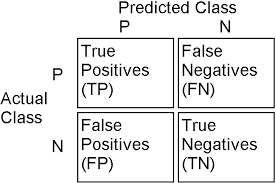 Predicted Class
P N
True
Positives
(TP)
False
Negatives
(FN)
P
Actual
Class
N
False
Positives
(FP)
True
Negatives
(TN)